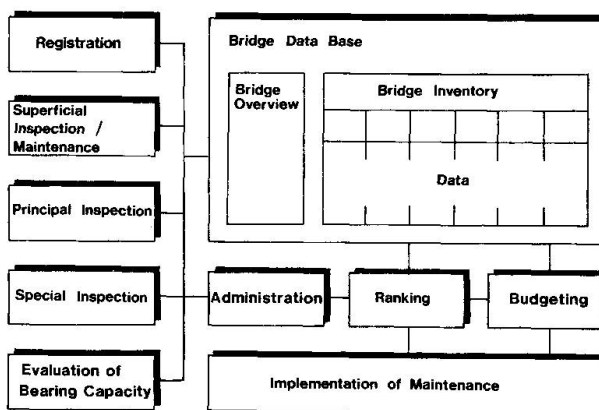 Registration
Superficial
Inspection /
Maintenance
Principal Inspection
Special Inspection
Evaluation of
Bearing Capacity
Bridge Data Base
Bridge
Overview
Bridge Inventory
Data
Administration
Ranking
Budgeting
Implementation of Maintenance